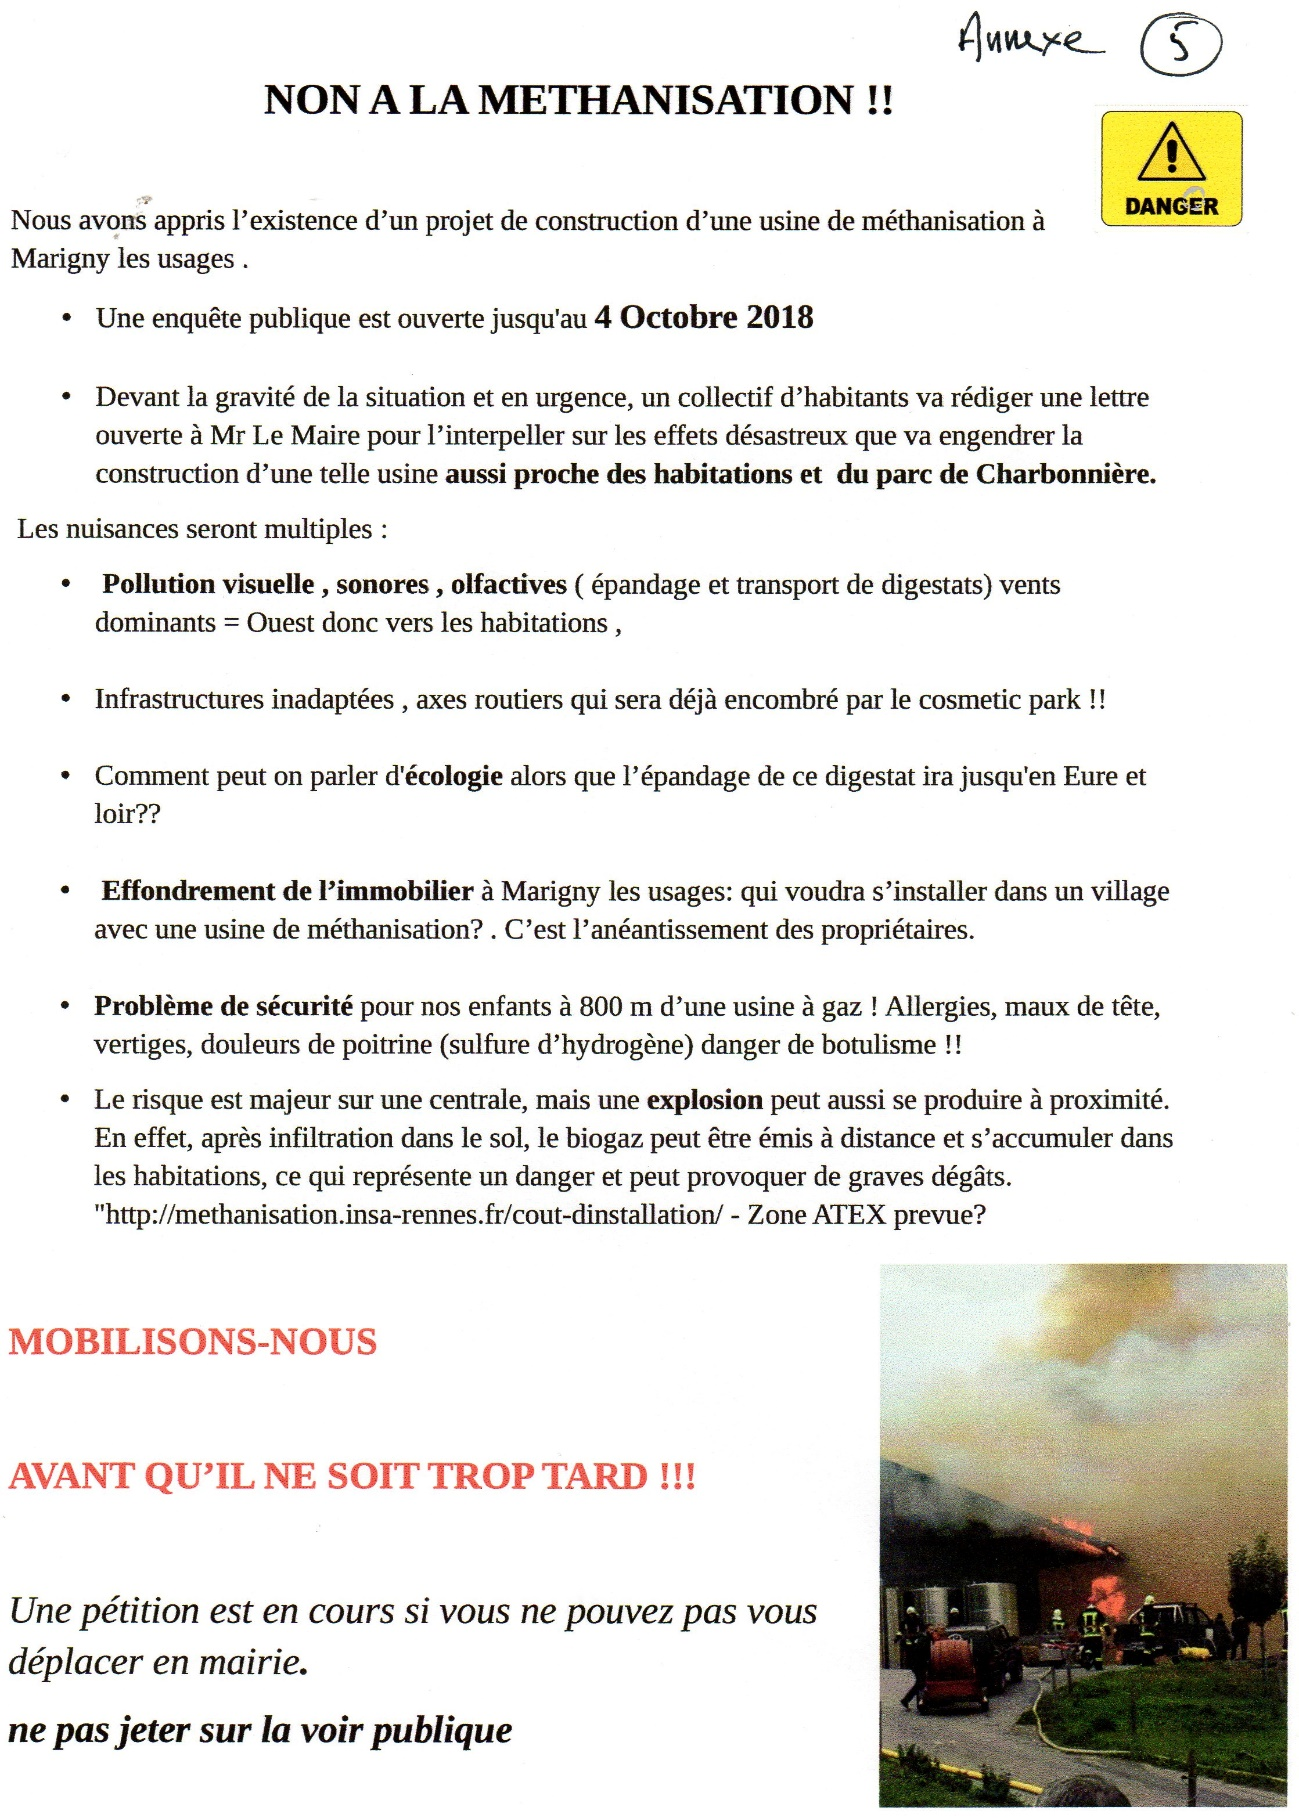 Annexe 5
NON A LA METHANISATION !!
DANGER
Nous avons appris l’existence d’un projet de construction d’une usine de méthanisation à
Marigny les usages .
• Une enquête publique est ouverte jusqu'au 4 Octobre 2018
• Devant la gravité de la situation et en urgence, un collectif d’habitants va rédiger une lettre
ouverte à Mr Le Maire pour l’interpeller sur les effets désastreux que va engendrer la
construction d’une telle usine aussi proche des habitations et  du parc de Charbonnière.
Les nuisances seront multiples :
• Pollution visuelle , sonores , olfactives ( épandage et transport de digestats) vents
dominants = Ouest donc vers les habitations ,
• Infrastructures inadaptées , axes routiers qui sera déjà encombré par le cosmetic park !!
• Comment peut on parler d'écologie alors que l’épandage de ce digestat ira jusqu'en Eure et
loir??
• Effondrement de l’immobilier à Marigny les usages: qui voudra s’installer dans un village
avec une usine de méthanisation? . C’est l’anéantissement des propriétaires.
• Problème de sécurité pour nos enfants à 800 m d’une usine à gaz ! Allergies, maux de tête,
vertiges, douleurs de poitrine (sulfure d’hydrogène) danger de botulisme !!
• Le risque est majeur sur une centrale, mais une explosion peut aussi se produire à proximité.
En effet, après infiltration dans le sol, le biogaz peut être émis à distance et s’accumuler dans
les habitations, ce qui représente un danger et peut provoquer de graves dégâts.
"http://methanisation.insa-rennes.fr/cout-dinstallation/ - Zone ATEX prevue?
MOBILISONS-NOUS
AVANT QU’IL NE SOIT TROP TARD !!!
Une pétition est en cours si vous ne pouvez pas vous
déplacer en mairie.
ne pas jeter sur la voir publique